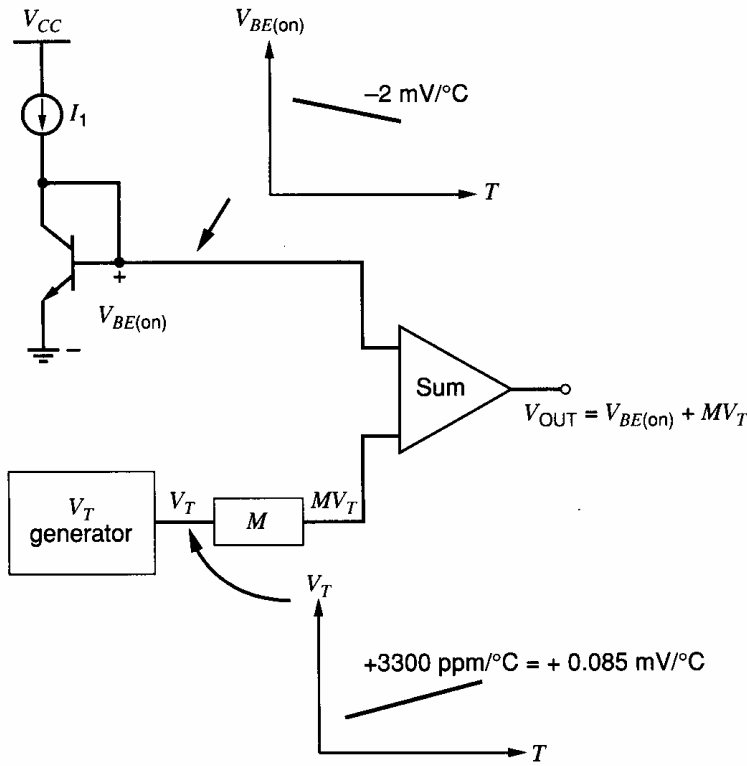 V_CC
V_BE(on)
–2 mV/°C
I_1
T
+
V_BE(on)
–
Sum
V_OUT = V_BE(on) + MV_T
V_T
generator
V_T
M
MV_T
V_T
+3300 ppm/°C = + 0.085 mV/°C
T